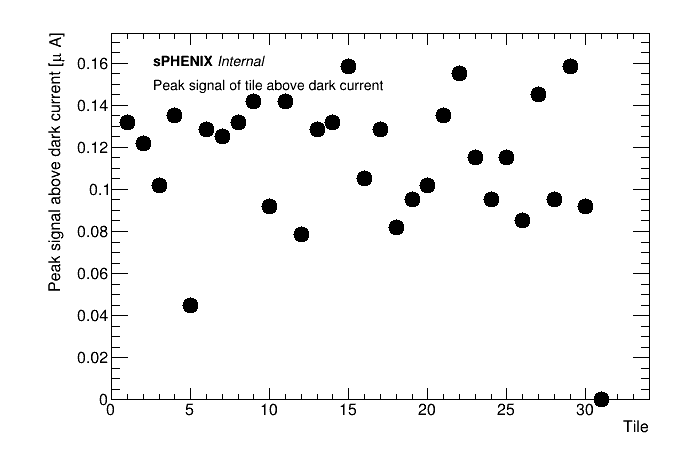 sPHENIX Internal
Peak signal of tile above dark current
Peak signal above dark current [μ A]
0.16
0.14
0.12
0.1
0.08
0.06
0.04
0.02
0
0 5 10 15 20 25 30
Tile